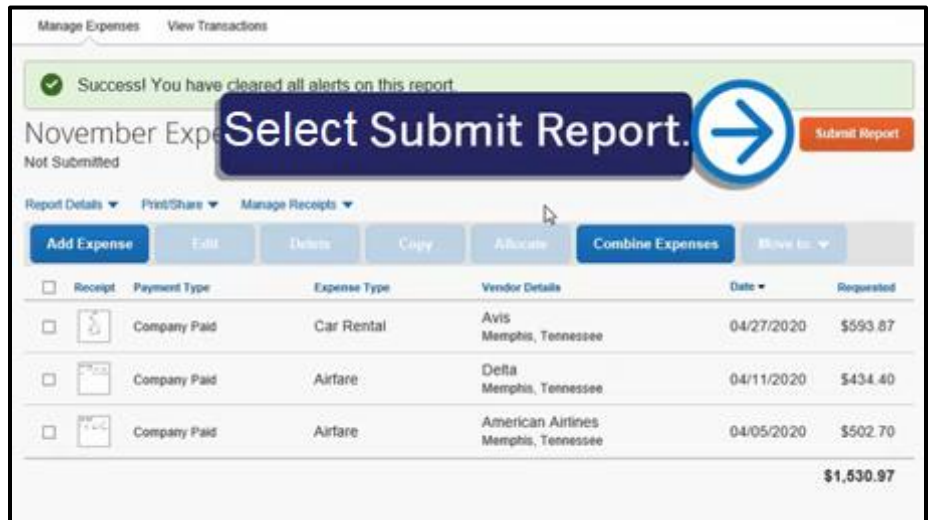 Manage Expenses View Transactions
Success! You have cleared all alerts on this report.
November Expe
Select Submit Report.
Submit Report
Not Submitted
Report Details Print/Share Manage Receipts
Add Expense Edit Delete Copy Allocate Combine Expenses Move to
Receipt Payment Type Expense Type Vendor Details Date Requested
Company Paid Car Rental Avis 04/27/2020 $593.87
Memphis, Tennessee
Company Paid Airfare Delta 04/11/2020 $434.40
Memphis, Tennessee
Company Paid Airfare American Airlines 04/05/2020 $502.70
Memphis, Tennessee
$1,530.97